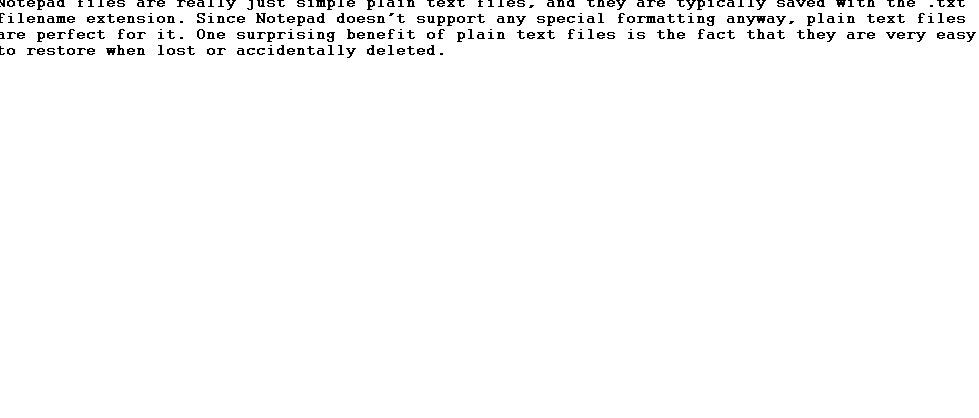 Notepad files are really just simple plain text files, and they are typically saved with the .txt
filename extension. Since Notepad doesn't support any special formatting anyway, plain text files
are perfect for it. One surprising benefit of plain text files is the fact that they are very easy
to restore when lost or accidentally deleted.